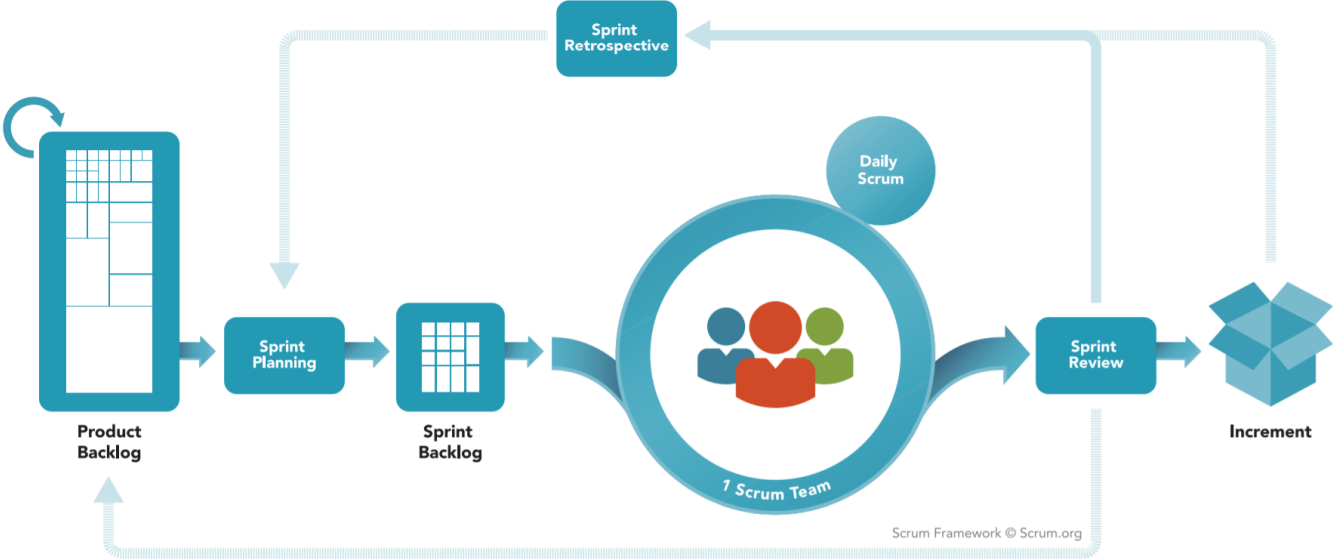 Sprint
Retrospective
Daily
Scrum
Sprint
Planning
Sprint
Review
Product
Backlog
Sprint
Backlog
Increment
1 Scrum Team
Scrum Framework © Scrum.org